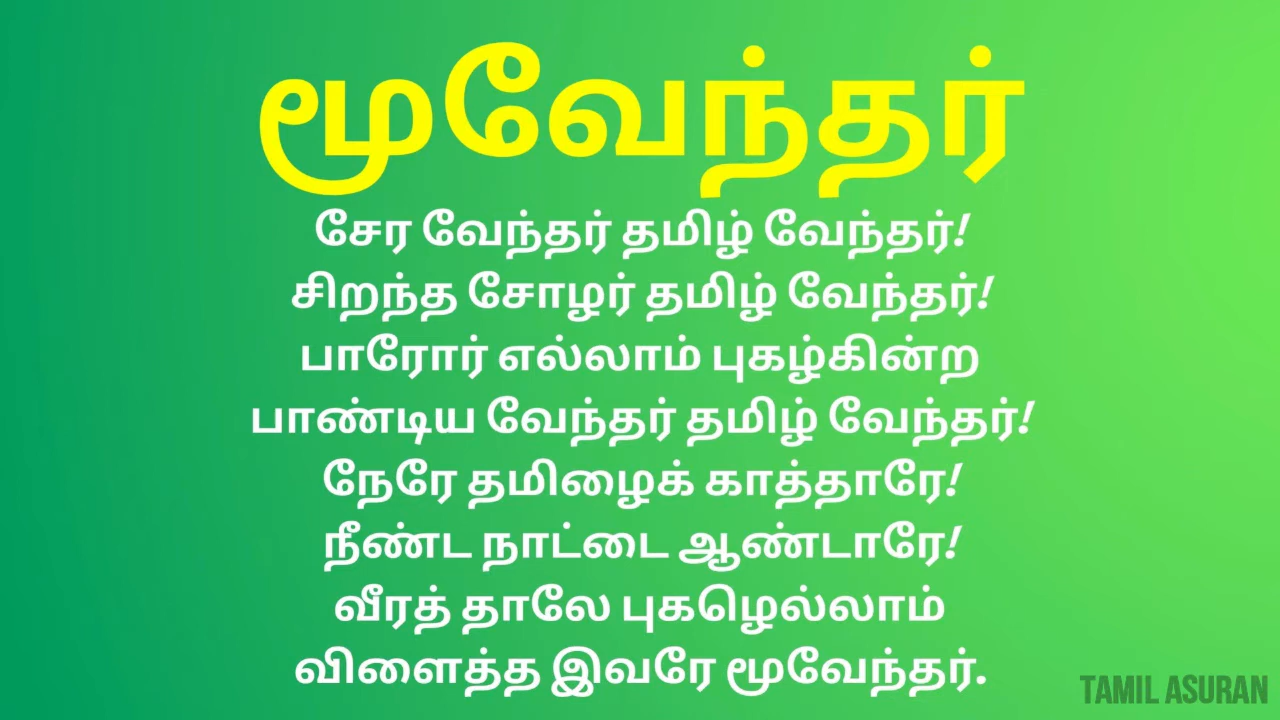 மூவேந்தர்
சேர வேந்தர் தமிழ் வேந்தர்!
சிறந்த சோழர் தமிழ் வேந்தர்!
பாரோர் எல்லாம் புகழ்கின்ற
பாண்டிய வேந்தர் தமிழ் வேந்தர்!
நேரே தமிழைக் காத்தாரே!
நீண்ட நாட்டை ஆண்டாரே!
வீரத் தாலே புகழெல்லாம்
விளைத்த இவரே மூவேந்தர்.
TAMIL ASURAN